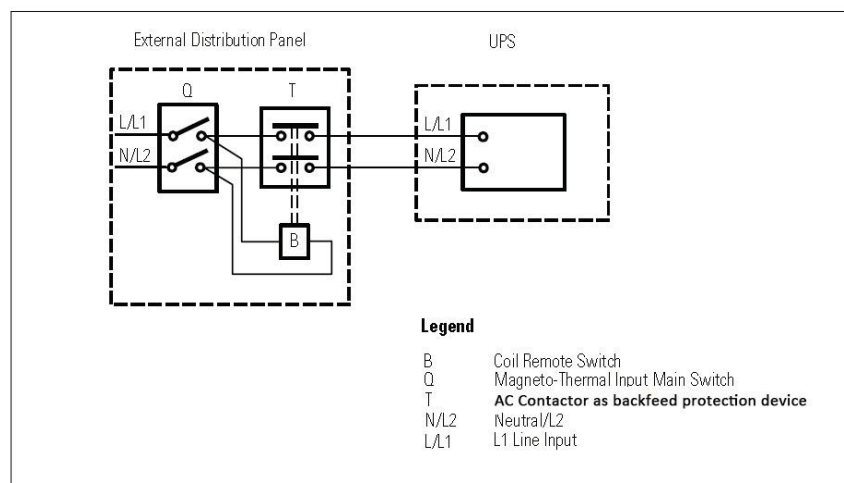 External Distribution Panel
UPS
Q
T
L/L1
N/L2
L/L1
N/L2
B
Legend
B Coil Remote Switch
Q Magneto-Thermal Input Main Switch
T AC Contactor as backfeed protection device
N/L2 Neutral/L2
L/L1 L1 Line Input